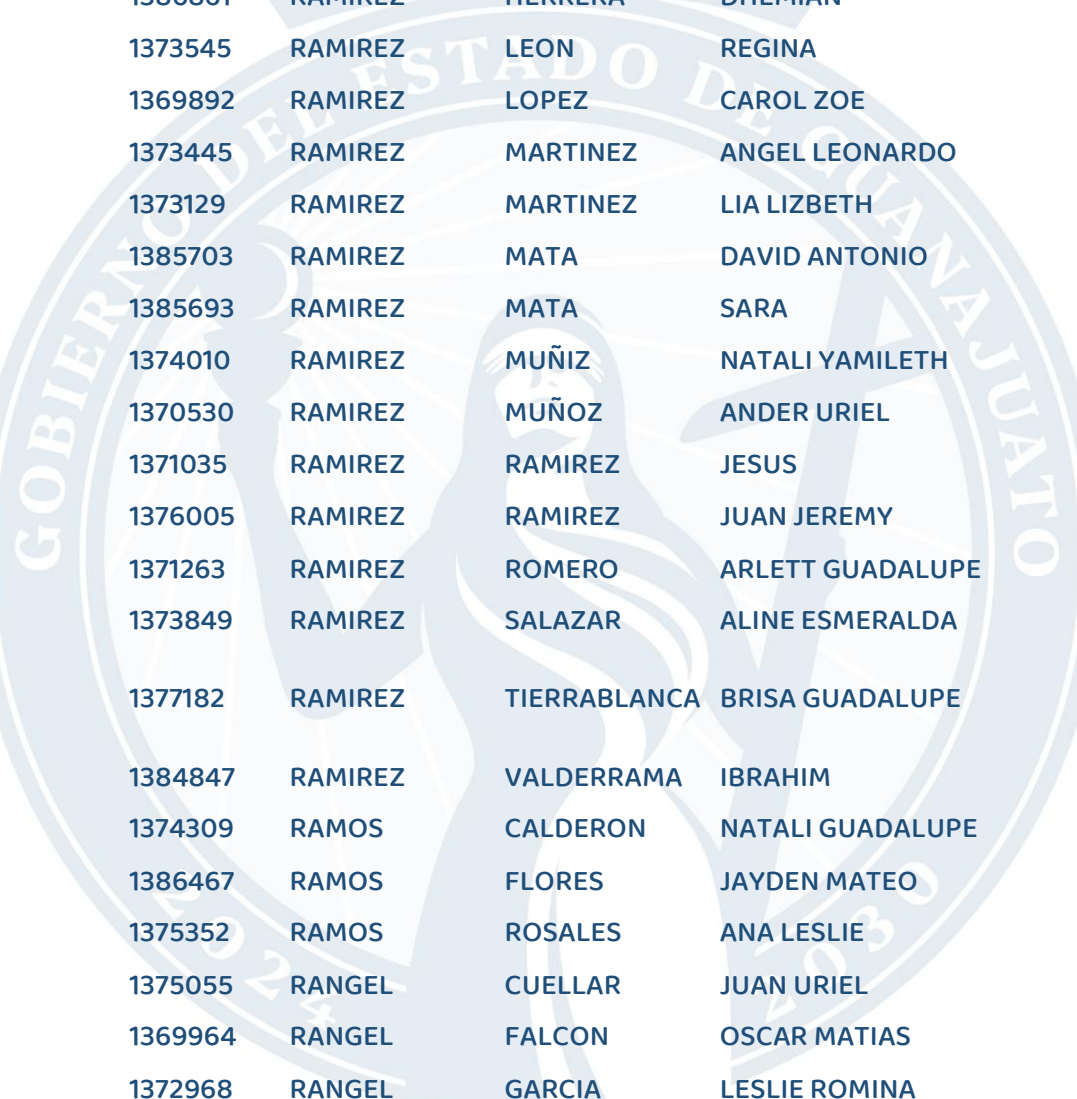 RAMIREZ HERRERA DHEMIAN
1373545 RAMIREZ LEON REGINA
1369892 RAMIREZ LOPEZ CAROL ZOE
1373445 RAMIREZ MARTINEZ ANGEL LEONARDO
1373129 RAMIREZ MARTINEZ LIA LIZBETH
1385703 RAMIREZ MATA DAVID ANTONIO
1385693 RAMIREZ MATA SARA
1374010 RAMIREZ MUÑIZ NATALI YAMILETH
1370530 RAMIREZ MUÑOZ ANDER URIEL
1371035 RAMIREZ RAMIREZ JESUS
1376005 RAMIREZ RAMIREZ JUAN JEREMY
1371263 RAMIREZ ROMERO ARLETT GUADALUPE
1373849 RAMIREZ SALAZAR ALINE ESMERALDA
1377182 RAMIREZ TIERRABLANCA BRISA GUADALUPE
1384847 RAMIREZ VALDERRAMA IBRAHIM
1374309 RAMOS CALDERON NATALI GUADALUPE
1386467 RAMOS FLORES JAYDEN MATEO
1375352 RAMOS ROSALES ANA LESLIE
1375055 RANGEL CUELLAR JUAN URIEL
1369964 RANGEL FALCON OSCAR MATIAS
1372968 RANGEL GARCIA LESLIE ROMINA
GOBIERNO DEL ESTADO DE GUANAJUATO
2024 2030